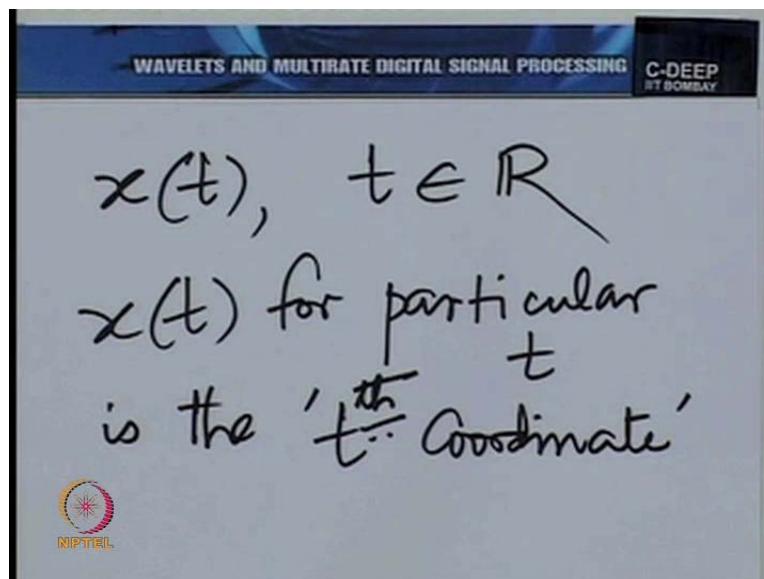 WAVELETS AND MULTIRATE DIGITAL SIGNAL PROCESSING
C-DEEP
IIT BOMBAY
x(t), t ∈ ℝ
x(t) for particular
t
is the 't^th Coordinate'
NPTEL